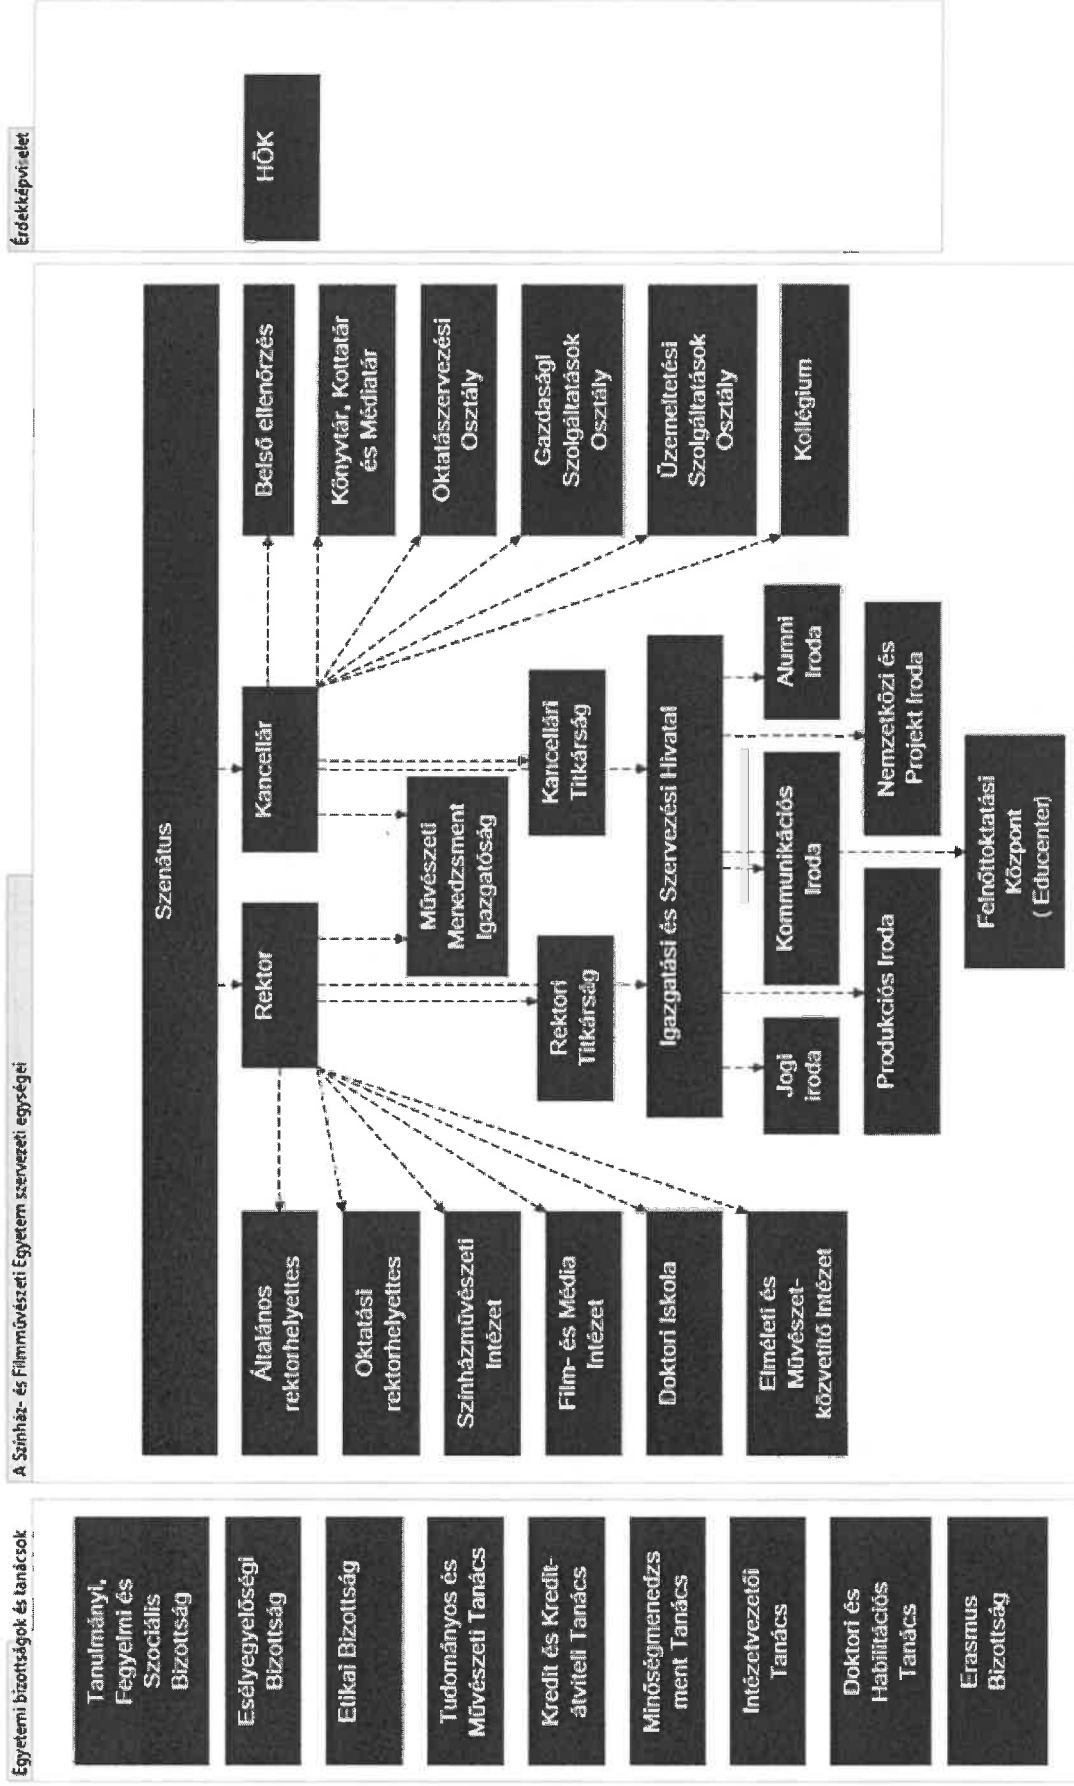 Egyetemi bizottságok és tanácsok
Tanulmányi,
Fegyelmi és
Szociális
Bizottság
Esélyegyelőségi
Bizottság
Etikai Bizottság
Tudományos és
Művészeti Tanács
Kredit és Kredit-
átviteli Tanács
Minőségmenedzs
ment Tanács
Intézetvezetői
Tanács
Doktori és
Habilitációs
Tanács
Erasmus
Bizottság
A Színház- és Filmművészeti Egyetem szervezeti egységei
Szenátus
Rektor
Kancellár
Általános
rektorhelyettes
Oktatási
rektorhelyettes
Színházművészeti
Intézet
Film- és Média
Intézet
Doktori Iskola
Elméleti és
Művészet-
közvetítő Intézet
Művészeti
Menedzsment
Igazgatóság
Rektori
Titkárság
Kancellári
Titkárság
Igazgatási és Szervezési Hivatal
Jogi
iroda
Kommunikációs
Iroda
Alumni
Iroda
Produkciós Iroda
Nemzetközi és
Projekt Iroda
Felnőttoktatási
Központ
( Educenter)
Belső ellenőrzés
Könyvtár, Kottatár
és Médiatár
Oktatászervezési
Osztály
Gazdasági
Szolgáltatások
Osztály
Üzemeltetési
Szolgáltatások
Osztály
Kollégium
Érdekképviselet
HÖK